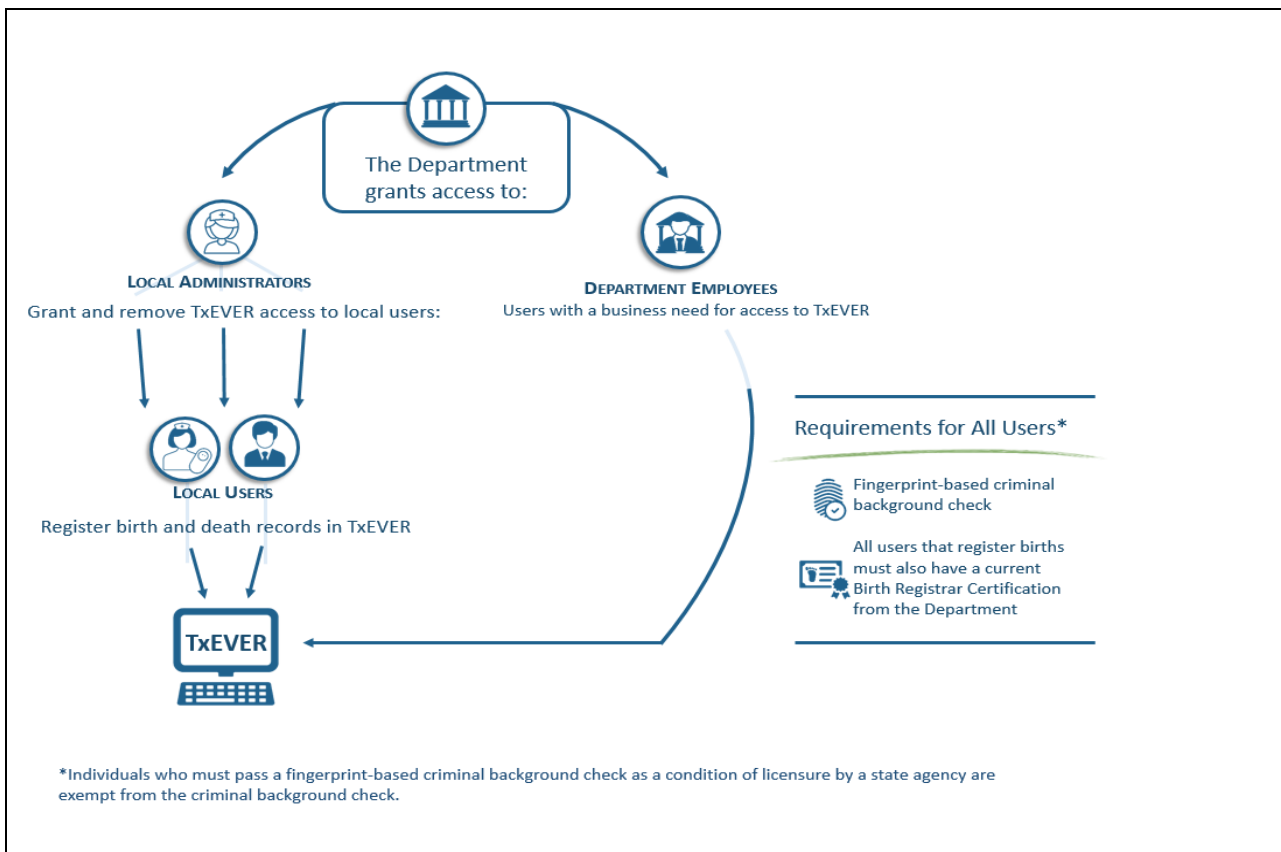 The Department
grants access to:
LOCAL ADMINISTRATORS
Grant and remove TxEVER access to local users:
DEPARTMENT EMPLOYEES
Users with a business need for access to TxEVER
LOCAL USERS
Register birth and death records in TxEVER
TxEVER
Requirements for All Users*
Fingerprint-based criminal
background check
All users that register births
must also have a current
Birth Registrar Certification
from the Department
*Individuals who must pass a fingerprint-based criminal background check as a condition of licensure by a state agency are
exempt from the criminal background check.